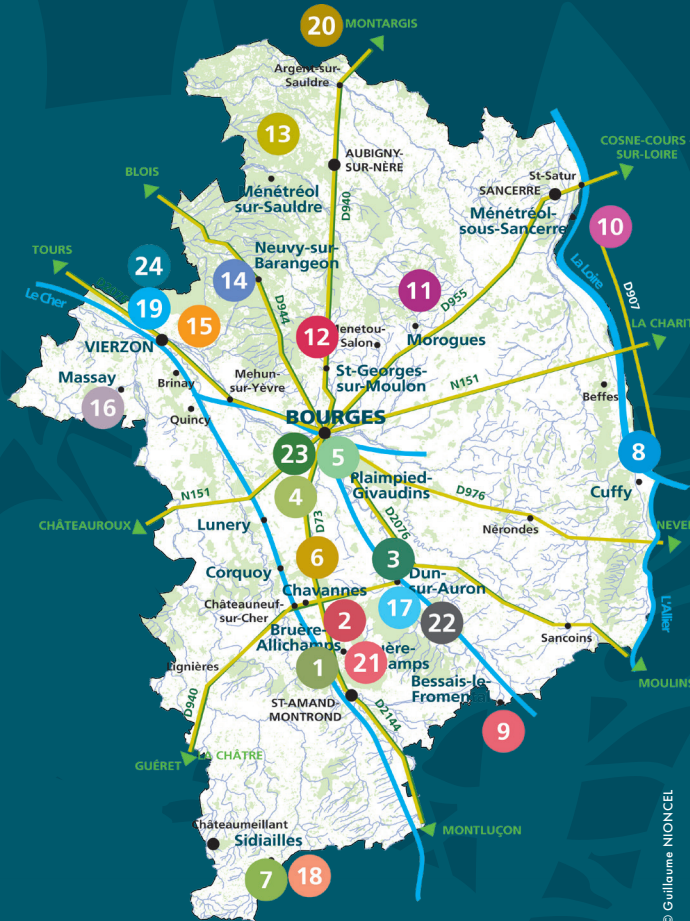 20
MONTARGIS
Argent-sur-
Sauldre
13
COSNE-COURS
SUR-LOIRE
AUBIGNY-
SUR-NÈRE
BLOIS
St-Satur
SANCERRE
Ménétréol
sur-Sauldre
D940
Ménétréol-
sous-Sancerre
10
TOURS
24
Neuvy-sur-
Barangeon
La Loire
14
11
D907
Le Cher
19
15
D944
D955
12
Menetou-
Salon
Morogues
LA CHARIT
VIERZON
St-Georges-
sur-Moulon
Massay
Brinay
Mehun-
sur-Yèvre
N151
Beffes
16
Quincy
BOURGES
23
5
8
Plaimpied-
Givaudins
4
D976
Cuffy
N151
CHÂTEAUROUX
Lunery
D73
D2076
Nérondes
NEVE
6
3
Corquoy
Dun-
sur-Auron
Chavannes
Châteauneuf-
sur-Cher
17
L'Allier
2
22
Bruère-
Allichamps
Sancoins
1
21
ère-
amps
Lignières
Bessais-le-
Fromental
MOULINS
D940
ST-AMAND-
MONTROND
D2144
9
GUÉRET
LA CHÂTRE
MONTLUÇON
Châteaumeillant
Sidiailles
7
18
© Guillaume NIONCEL